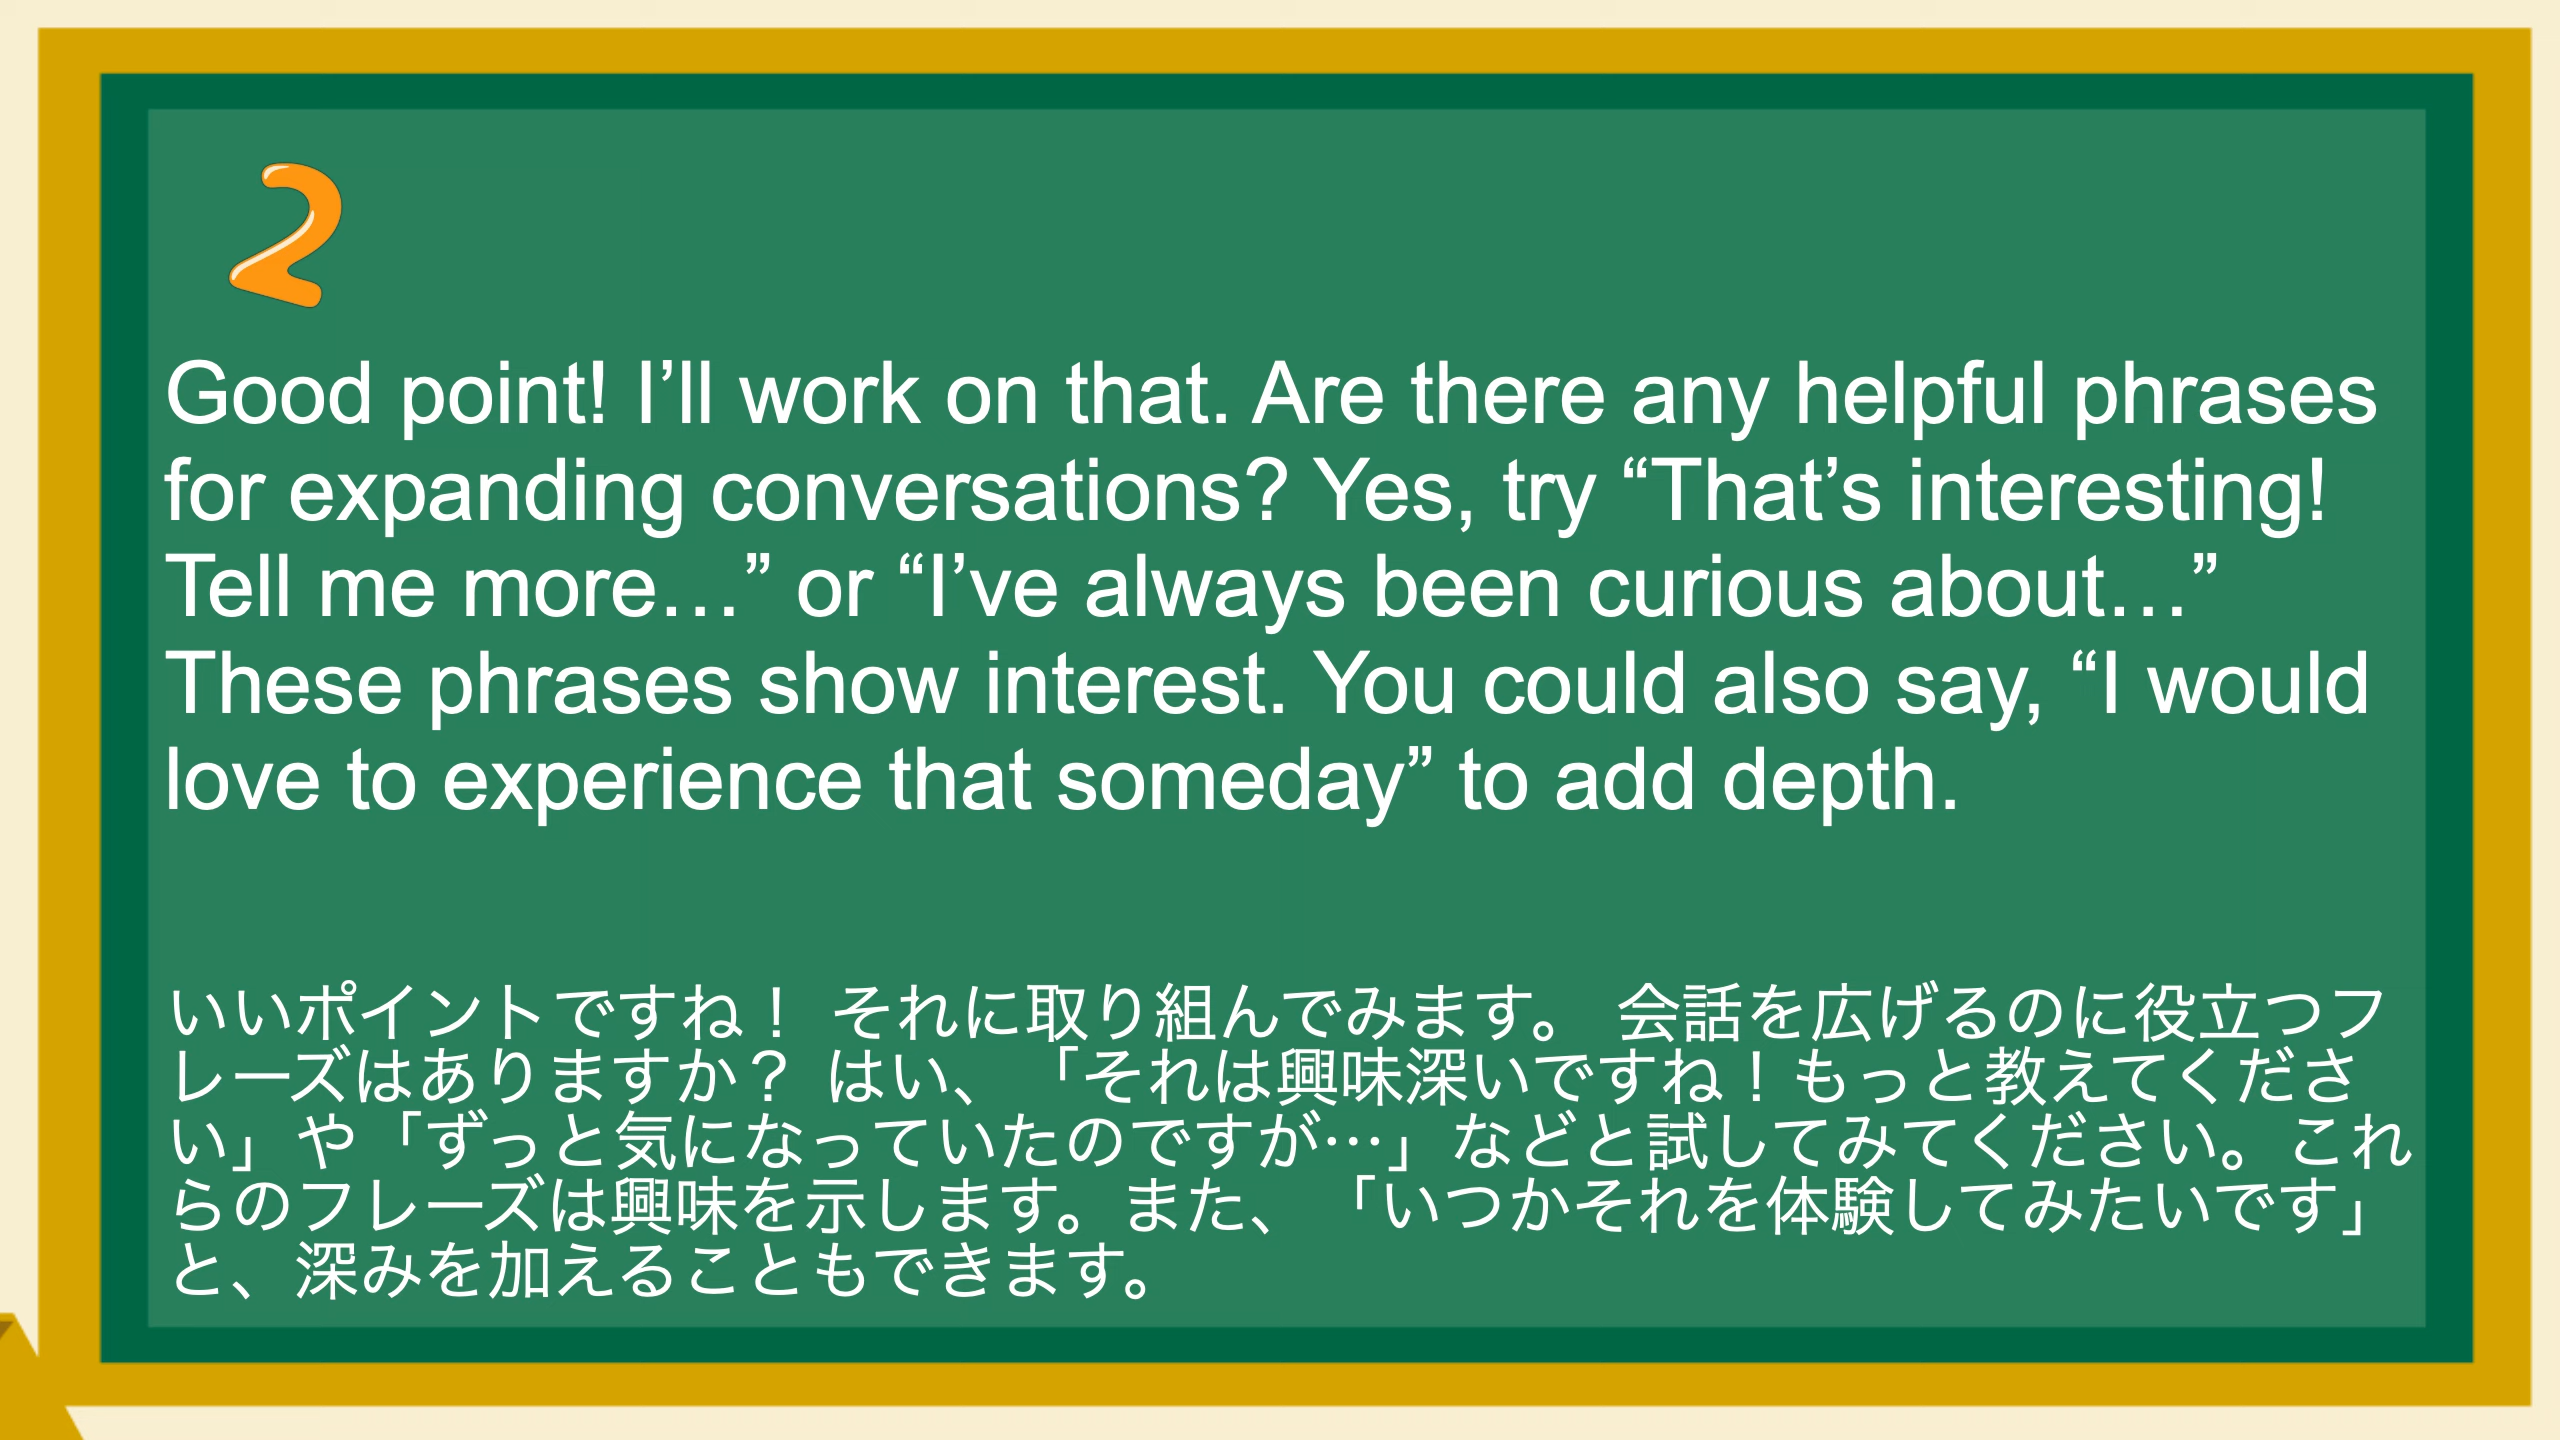 2
Good point! I’ll work on that. Are there any helpful phrases
for expanding conversations? Yes, try “That’s interesting!
Tell me more…” or “I’ve always been curious about…”
These phrases show interest. You could also say, “I would
love to experience that someday” to add depth.
いいポイントですね！ それに取り組んでみます。 会話を広げるのに役立つフ
レーズはありますか？ はい、「それは興味深いですね！もっと教えてくださ
い」や「ずっと気になっていたのですが…」などと試してみてください。これ
らのフレーズは興味を示します。また、「いつかそれを体験してみたいです」
と、深みを加えることもできます。